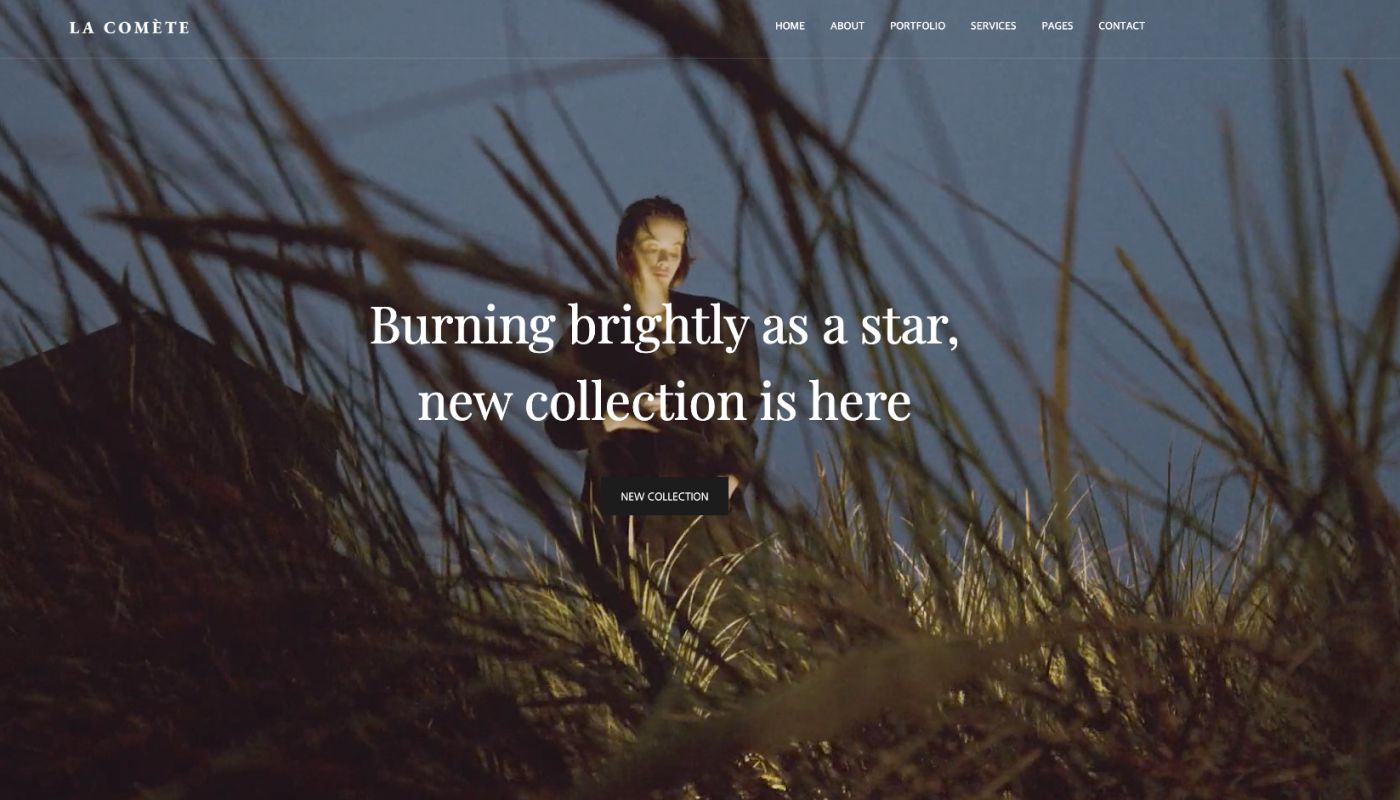 LA COMÈTE
HOME ABOUT PORTFOLIO SERVICES PAGES CONTACT
Burning brightly as a star,
new collection is here
NEW COLLECTION